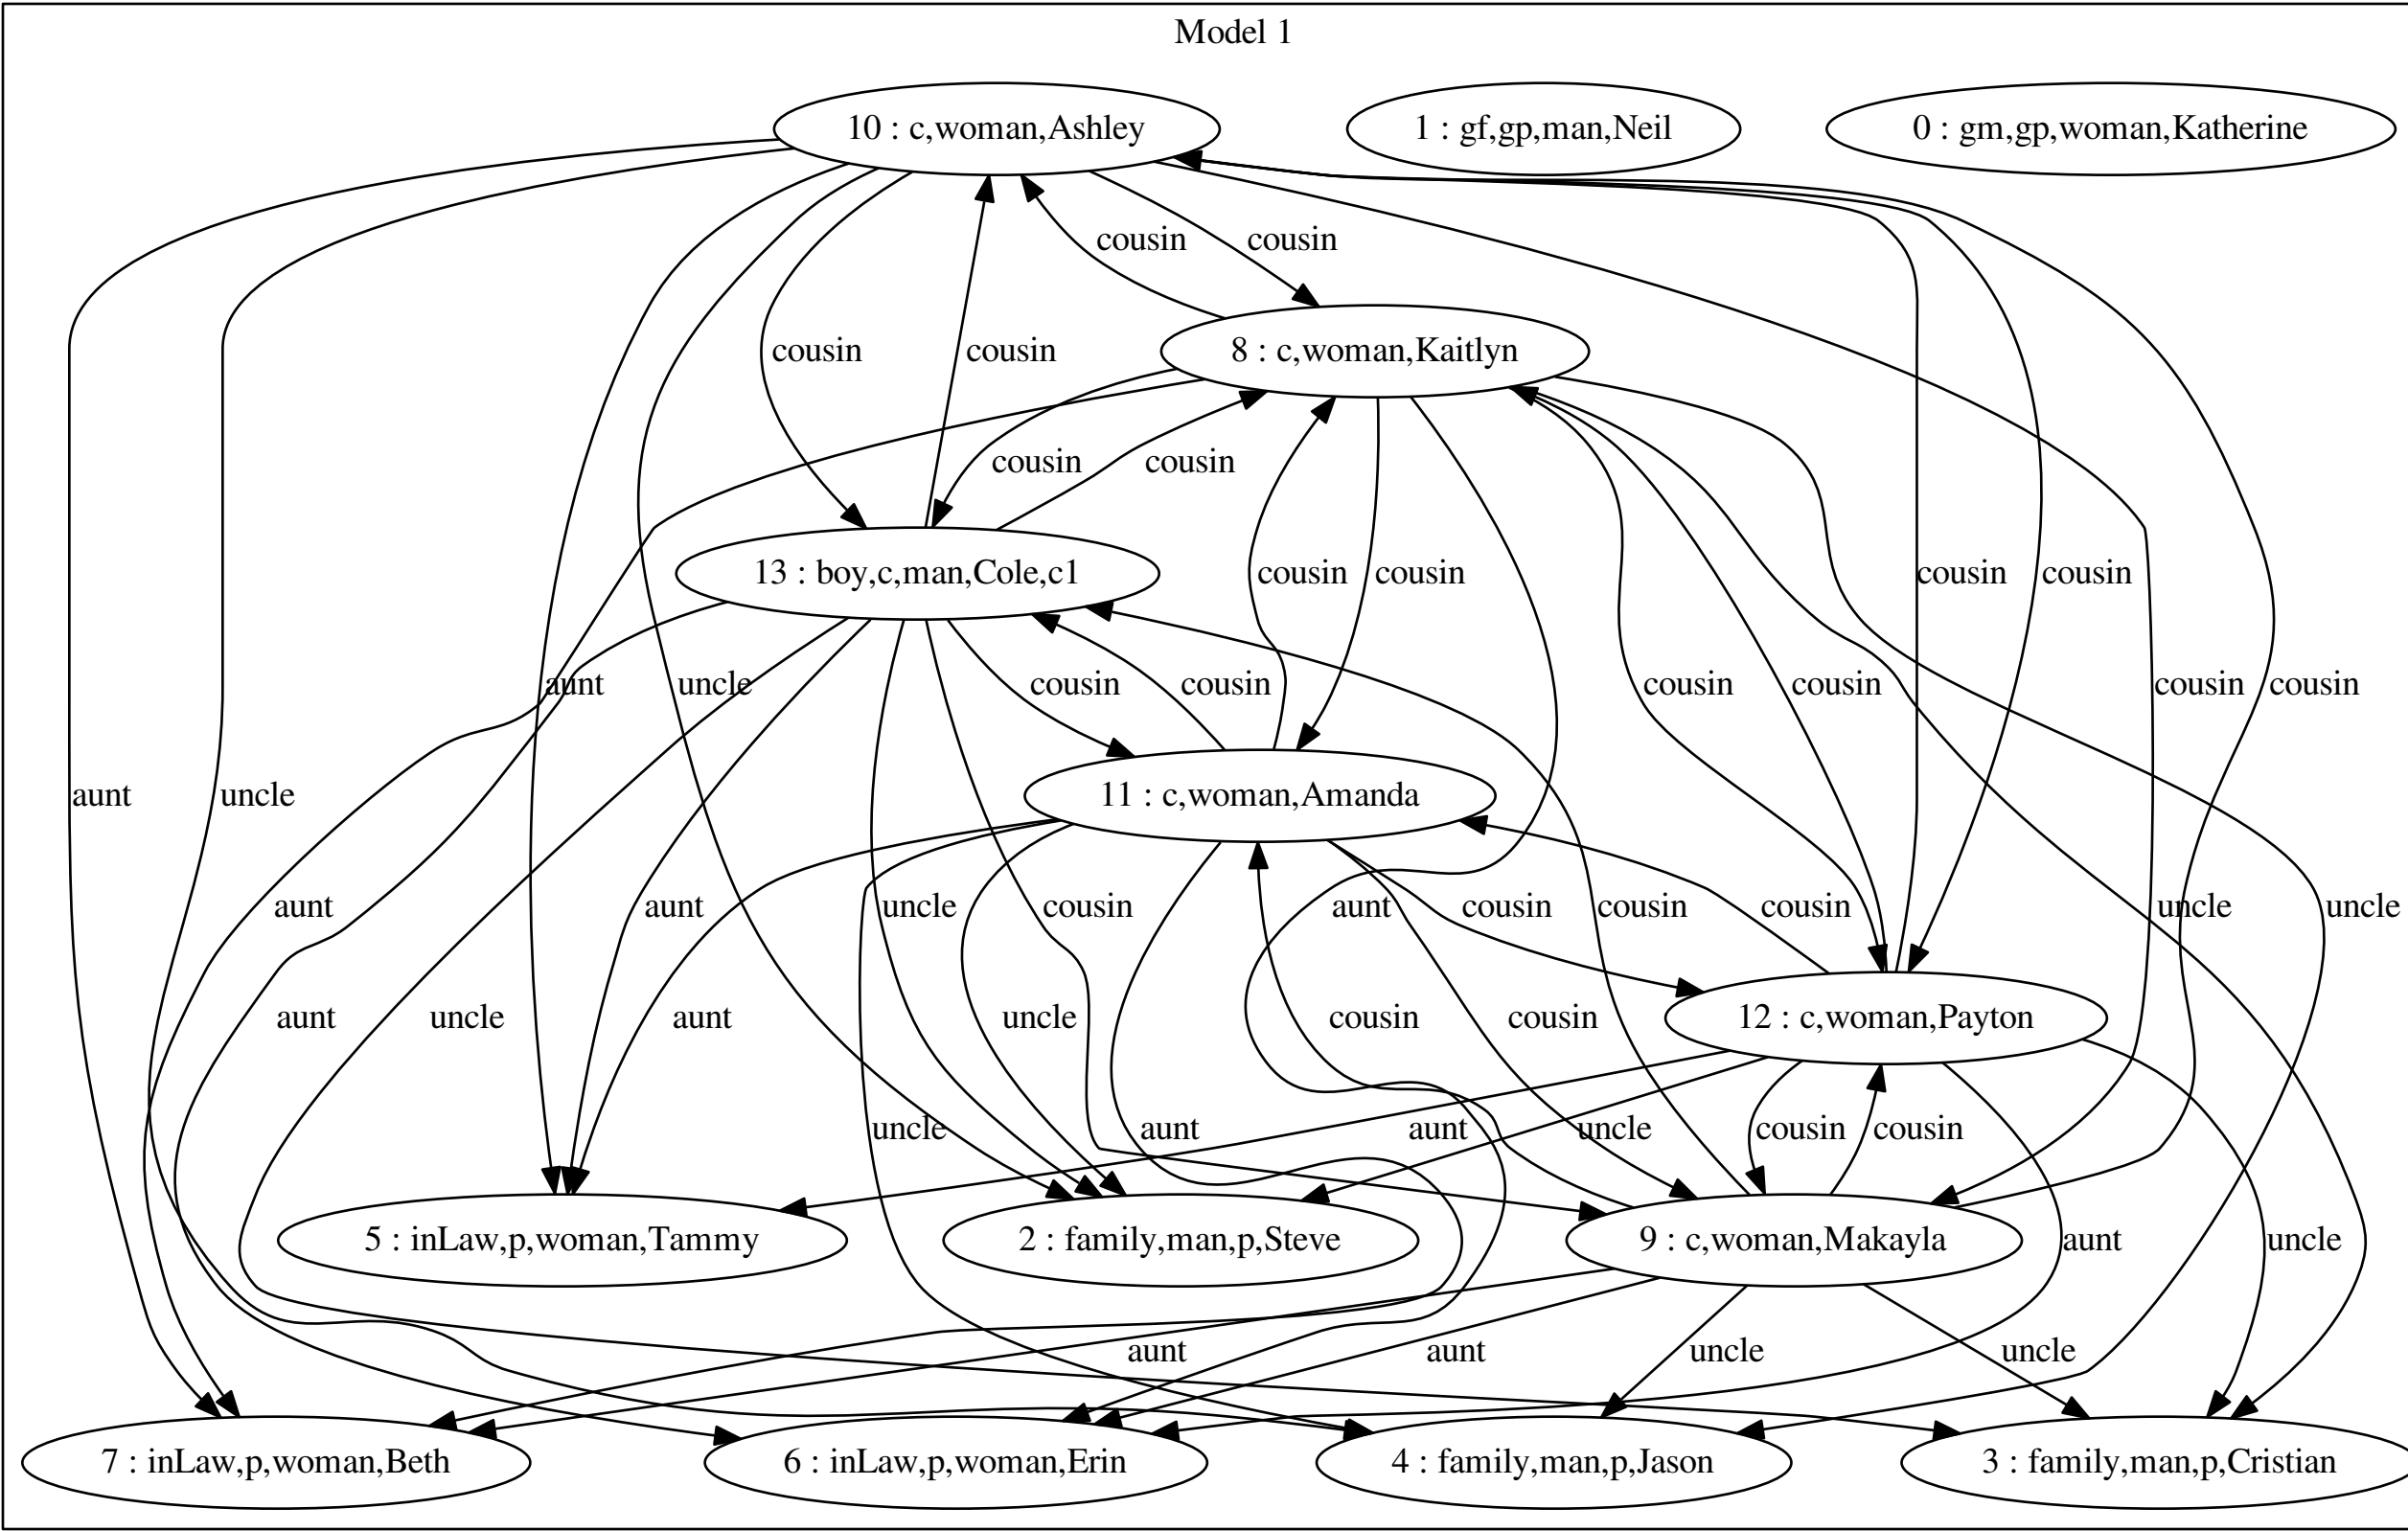 Model 1
10 : c,woman,Ashley
1 : gf,gp,man,Neil
0 : gm,gp,woman,Katherine
cousin
cousin
8 : c,woman,Kaitlyn
cousin
cousin
cousin
cousin
13 : boy,c,man,Cole,c1
cousin
cousin
cousin
cousin
aunt
uncle
cousin
cousin
cousin
cousin
cousin
cousin
aunt
uncle
11 : c,woman,Amanda
aunt
aunt
uncle
cousin
aunt
cousin
cousin
cousin
uncle
uncle
aunt
uncle
aunt
uncle
cousin
cousin
12 : c,woman,Payton
uncle
aunt
aunt
uncle
cousin
cousin
5 : inLaw,p,woman,Tammy
2 : family,man,p,Steve
9 : c,woman,Makayla
aunt
uncle
aunt
aunt
uncle
uncle
7 : inLaw,p,woman,Beth
6 : inLaw,p,woman,Erin
4 : family,man,p,Jason
3 : family,man,p,Cristian